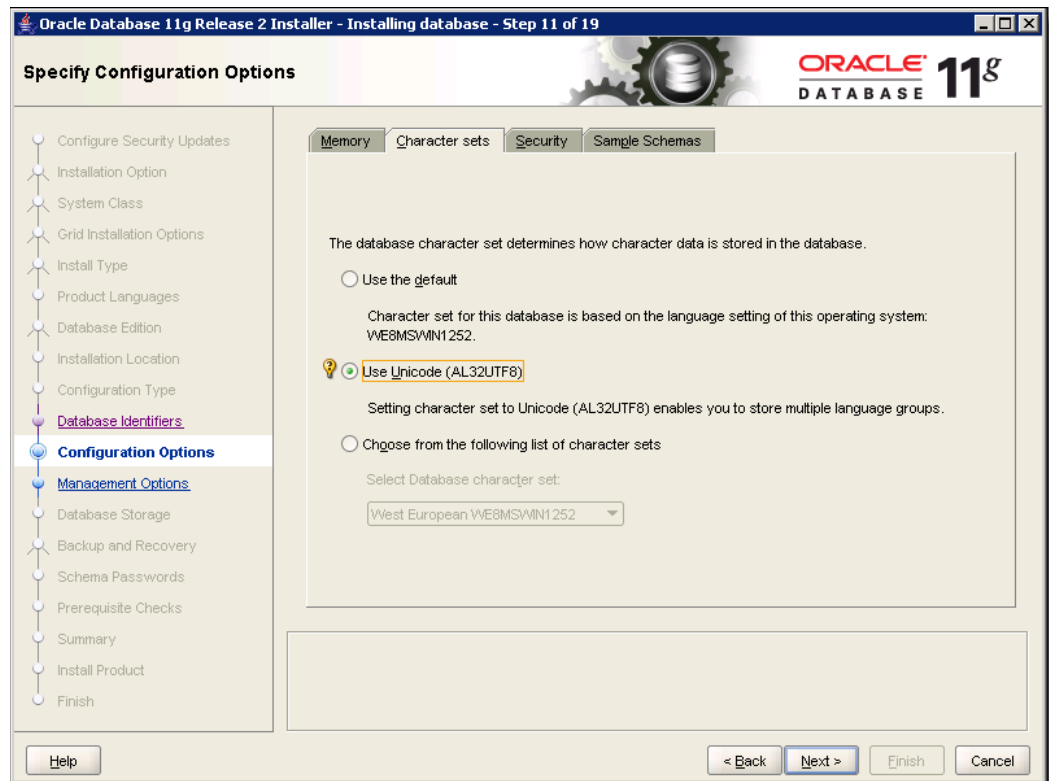 Oracle Database 11g Release 2 Installer - Installing database - Step 11 of 19
Specify Configuration Options
ORACLE
DATABASE
11g
Configure Security Updates
Installation Option
System Class
Grid Installation Options
Install Type
Product Languages
Database Edition
Installation Location
Configuration Type
Database Identifiers
Configuration Options
Management Options
Database Storage
Backup and Recovery
Schema Passwords
Prerequisite Checks
Summary
Install Product
Finish
Memory Character sets Security Sample Schemas
The database character set determines how character data is stored in the database.
Use the default
Character set for this database is based on the language setting of this operating system:
WE8MSWIN1252.
Use Unicode (AL32UTF8)
Setting character set to Unicode (AL32UTF8) enables you to store multiple language groups.
Choose from the following list of character sets
Select Database character set:
West European WE8MSWIN1252
Help < Back Next > Finish Cancel